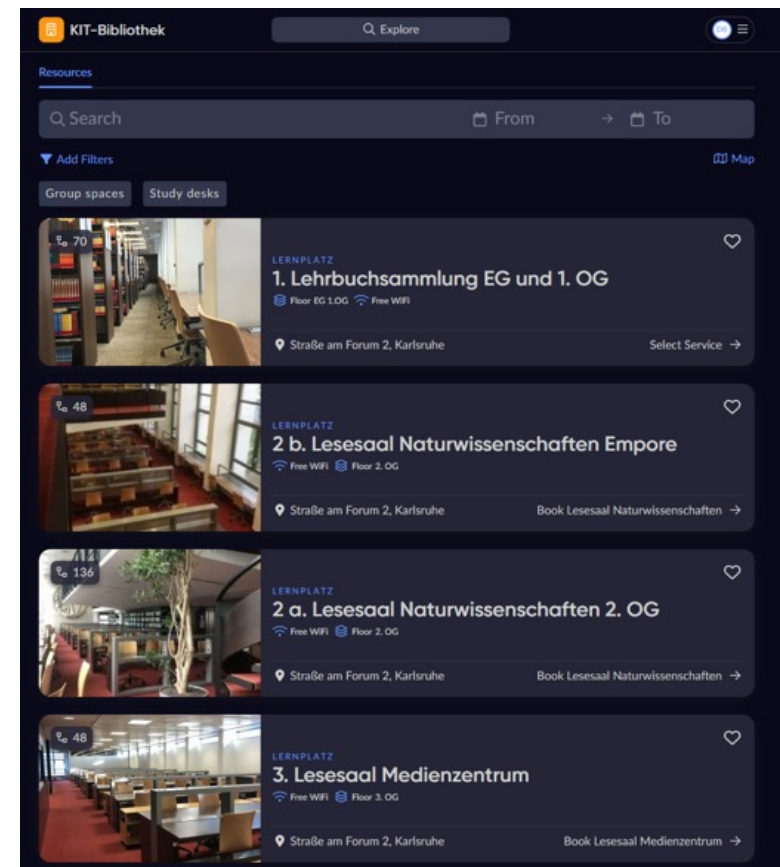 KIT-Bibliothek
Explore
Resources
Search
From → To
Add Filters
Map
Group spaces
Study desks
70
LERNPLATZ
1. Lehrbuchsammlung EG und 1. OG
Floor EG 1.OG Free WiFi
Straße am Forum 2, Karlsruhe
Select Service →
48
LERNPLATZ
2 b. Lesesaal Naturwissenschaften Empore
Free WiFi Floor 2. OG
Straße am Forum 2, Karlsruhe
Book Lesesaal Naturwissenschaften →
136
LERNPLATZ
2 a. Lesesaal Naturwissenschaften 2. OG
Free WiFi Floor 2. OG
Straße am Forum 2, Karlsruhe
Book Lesesaal Naturwissenschaften →
48
LERNPLATZ
3. Lesesaal Medienzentrum
Free WiFi Floor 3. OG
Straße am Forum 2, Karlsruhe
Book Lesesaal Medienzentrum →